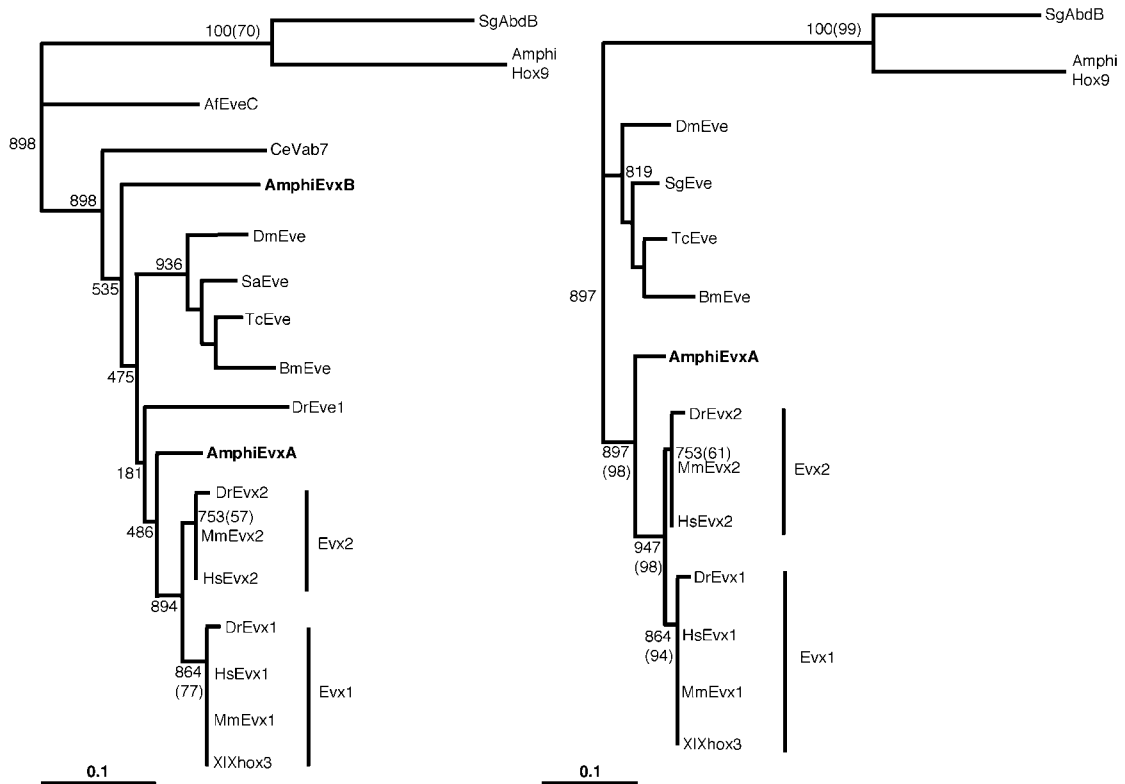 SgAbdB
100(70)
Amphi
Hox9
AfEveC
898
CeVab7
898
AmphiEvxB
936
DmEve
535
SaEve
TcEve
475
BmEve
DrEve1
AmphiEvxA
181
DrEvx2
753(57)
486
MmEvx2
Evx2
HsEvx2
894
DrEvx1
864
(77)
HsEvx1
Evx1
MmEvx1
XlXhox3
0.1
SgAbdB
100(99)
Amphi
Hox9
DmEve
819
SgEve
TcEve
897
BmEve
AmphiEvxA
DrEvx2
897
(98)
753(61)
MmEvx2
Evx2
HsEvx2
947
(98)
DrEvx1
864
(94)
HsEvx1
Evx1
MmEvx1
XlXhox3
0.1